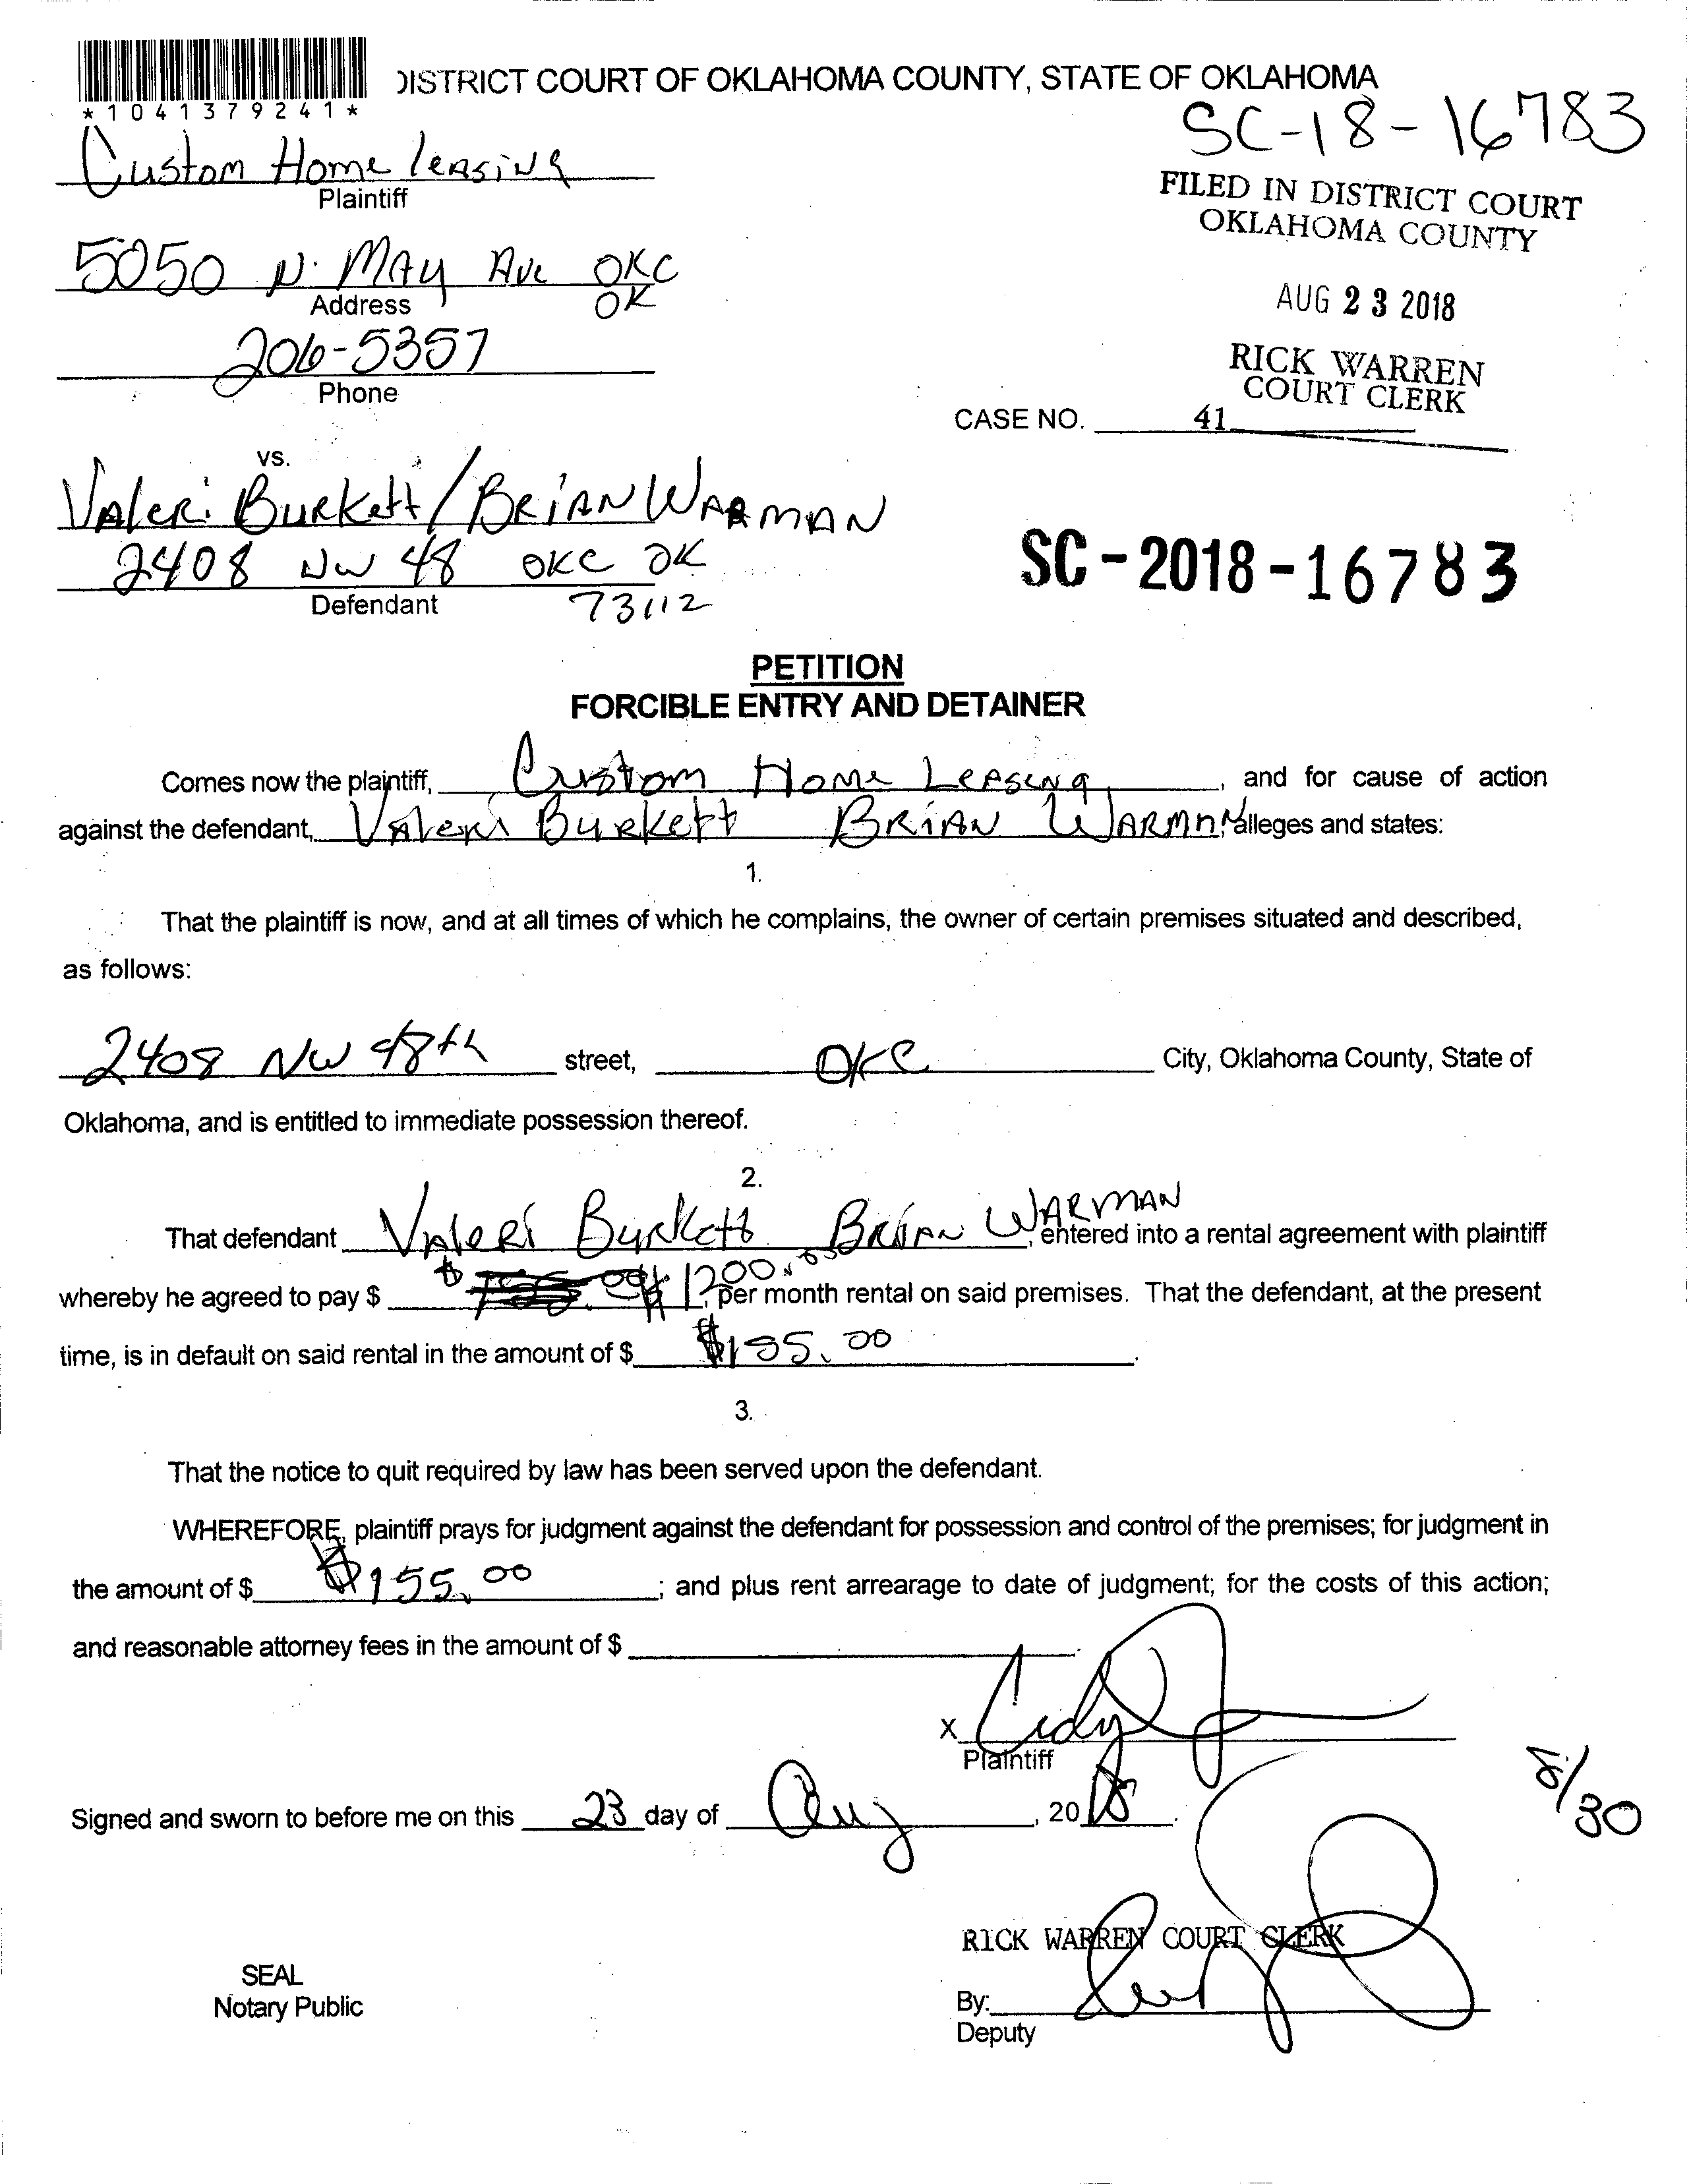 *1041379241*
DISTRICT COURT OF OKLAHOMA COUNTY, STATE OF OKLAHOMA
SC-18-16783
Custom Home leasing
Plaintiff
FILED IN DISTRICT COURT
OKLAHOMA COUNTY
5050 N. MAY Ave OKC
OK
Address
AUG 23 2018
206-5357
Phone
RICK WARREN
COURT CLERK
CASE NO. 41
vs.
Valeri Burkett/Brian Warman
2408 NW 48 OKC OK
Defendant 73112
SC-2018-16783
PETITION
FORCIBLE ENTRY AND DETAINER
Comes now the plaintiff, Custom Home Leasing, and for cause of action
against the defendant, Valeri Burkett Brian Warman, alleges and states:
1.
That the plaintiff is now, and at all times of which he complains, the owner of certain premises situated and described,
as follows:
2408 NW 48th street, OKC City, Oklahoma County, State of
Oklahoma, and is entitled to immediate possession thereof.
2.
That defendant Valeri Burkett Brian Warman, entered into a rental agreement with plaintiff
whereby he agreed to pay $ $1200.00, per month rental on said premises. That the defendant, at the present
time, is in default on said rental in the amount of $ $155.00.
3.
That the notice to quit required by law has been served upon the defendant.
WHEREFORE, plaintiff prays for judgment against the defendant for possession and control of the premises; for judgment in
the amount of $ $155.00; and plus rent arrearage to date of judgment; for the costs of this action;
and reasonable attorney fees in the amount of $
X
Plaintiff
8/30
Signed and sworn to before me on this 23 day of Aug, 2018.
RICK WARREN COURT CLERK
SEAL
Notary Public
By:
Deputy